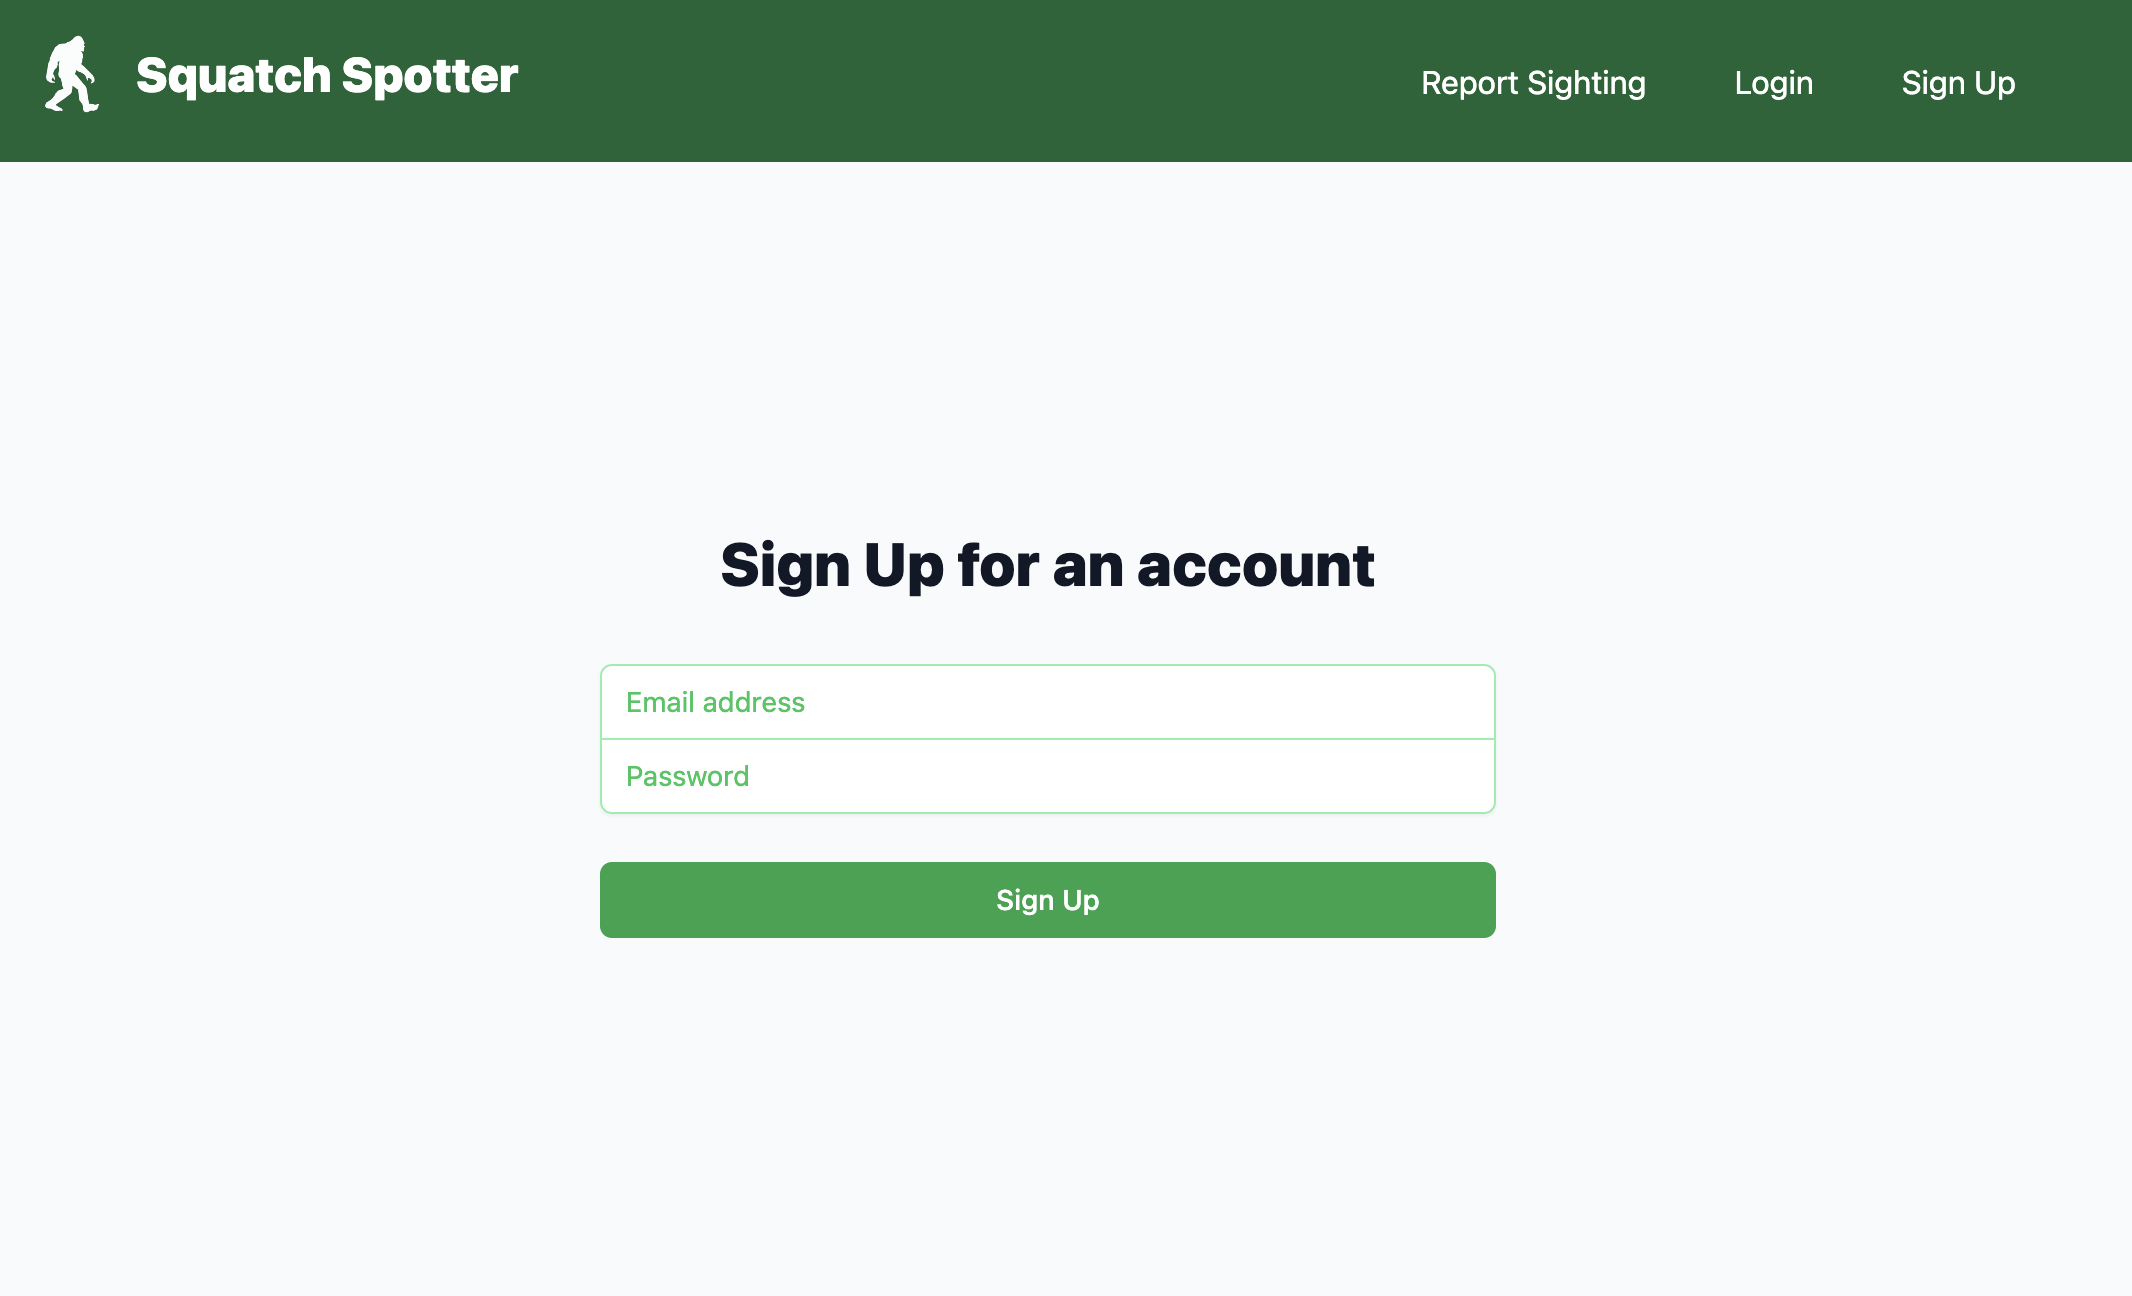 Squatch Spotter
Report Sighting
Login
Sign Up
Sign Up for an account
Email address
Password
Sign Up